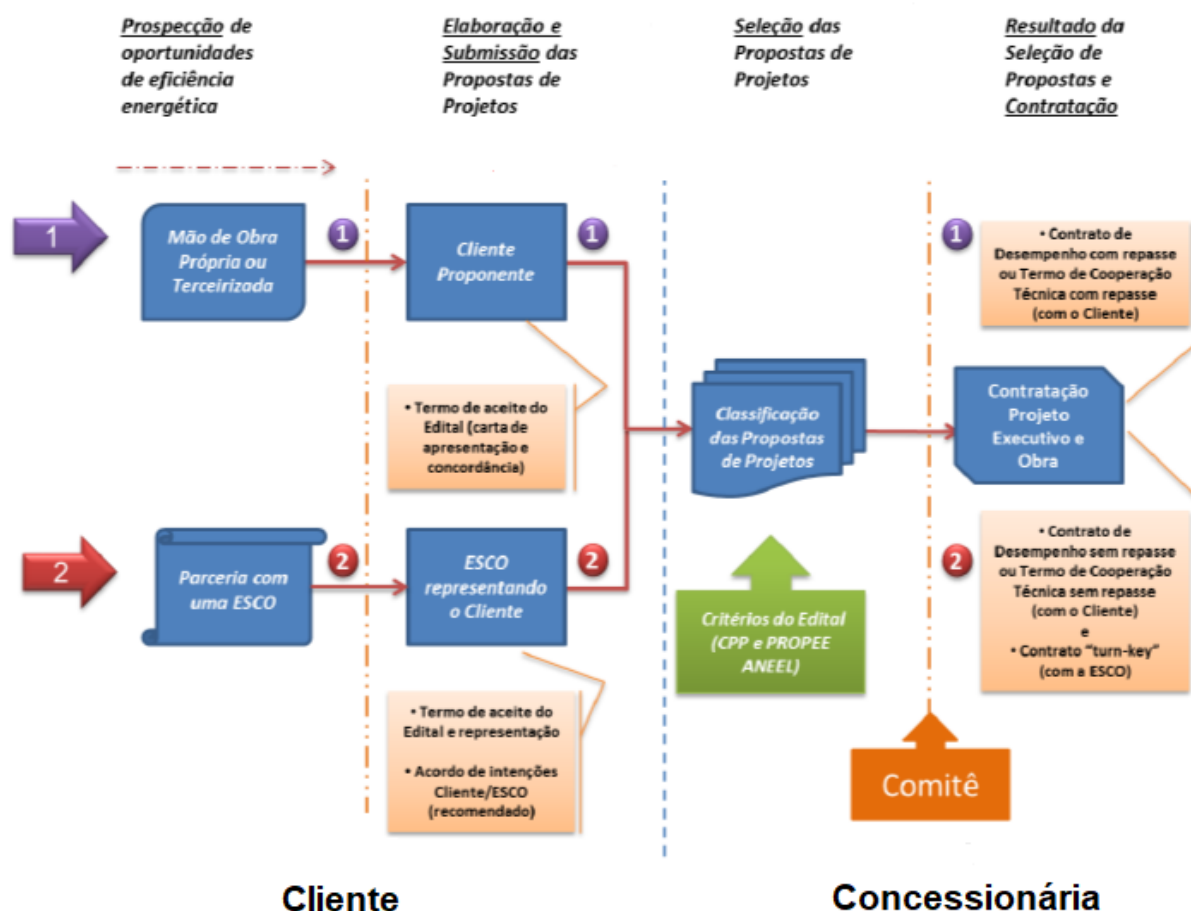 Prospecção de
oportunidades
de eficiência
energética
Elaboração e
Submissão das
Propostas de
Projetos
Seleção das
Propostas de
Projetos
Resultado da
Seleção de
Propostas e
Contratação
1
Mão de Obra
Própria ou
Terceirizada
1
Cliente
Proponente
1
1
• Contrato de
Desempenho com repasse
ou Termo de Cooperação
Técnica com repasse
(com o Cliente)
• Termo de aceite do
Edital (carta de
apresentação e
concordância)
Classificação
das Propostas
de Projetos
Contratação
Projeto
Executivo e
Obra
2
Parceria com
uma ESCO
2
ESCO
representando
o Cliente
2
2
• Contrato de
Desempenho sem repasse
ou Termo de Cooperação
Técnica sem repasse
(com o Cliente)
e
• Contrato "turn-key"
(com a ESCO)
Critérios do Edital
(CPP e PROPEE
ANEEL)
• Termo de aceite do
Edital e representação
• Acordo de intenções
Cliente/ESCO
(recomendado)
Comitê
Cliente
Concessionária